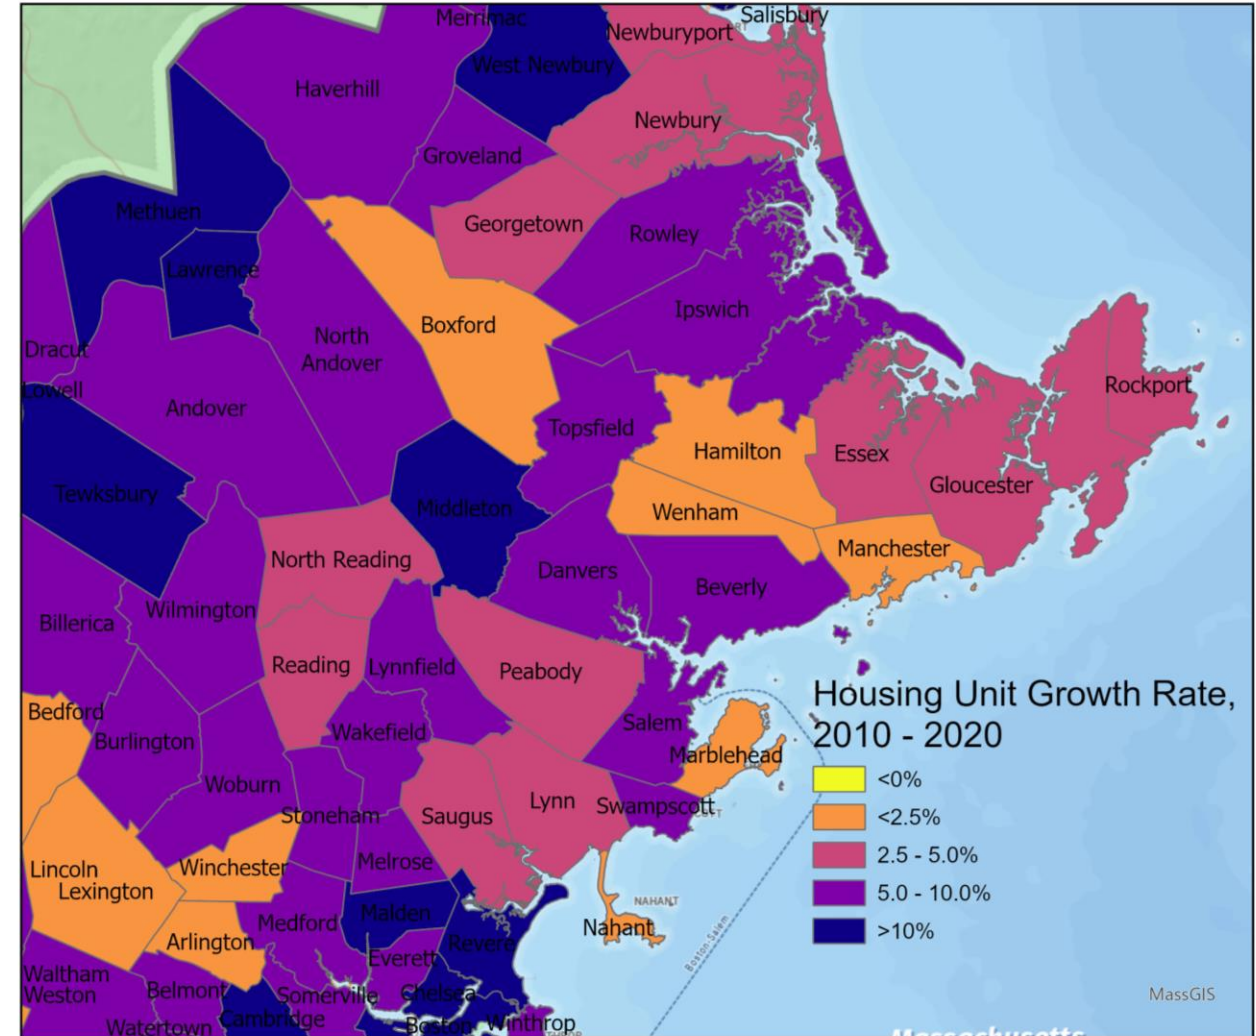 Merrimac
Salisbury
Newburyport
West Newbury
Haverhill
Newbury
Groveland
Methuen
Georgetown
Rowley
Lawrence
Ipswich
Boxford
North
Andover
Dracut
Lowell
Rockport
Andover
Topsfield
Hamilton
Essex
Gloucester
Tewksbury
Middleton
Wenham
Manchester
North Reading
Danvers
Beverly
Wilmington
Billerica
Reading
Lynnfield
Peabody
Housing Unit Growth Rate,
2010 - 2020
Bedford
Burlington
Wakefield
Salem
Marblehead
<0%
Woburn
Stoneham
Saugus
Lynn
Swampscott
<2.5%
2.5 - 5.0%
Melrose
Winchester
Lincoln
Lexington
5.0 - 10.0%
NAHANT
Malden
Medford
Nahant
>10%
Arlington
Revere
Everett
Boston-Salem
Waltham
Weston
Belmont
Somerville
Chelsea
MassGIS
Watertown
Cambridge
Boston
Winthrop
Massachusetts